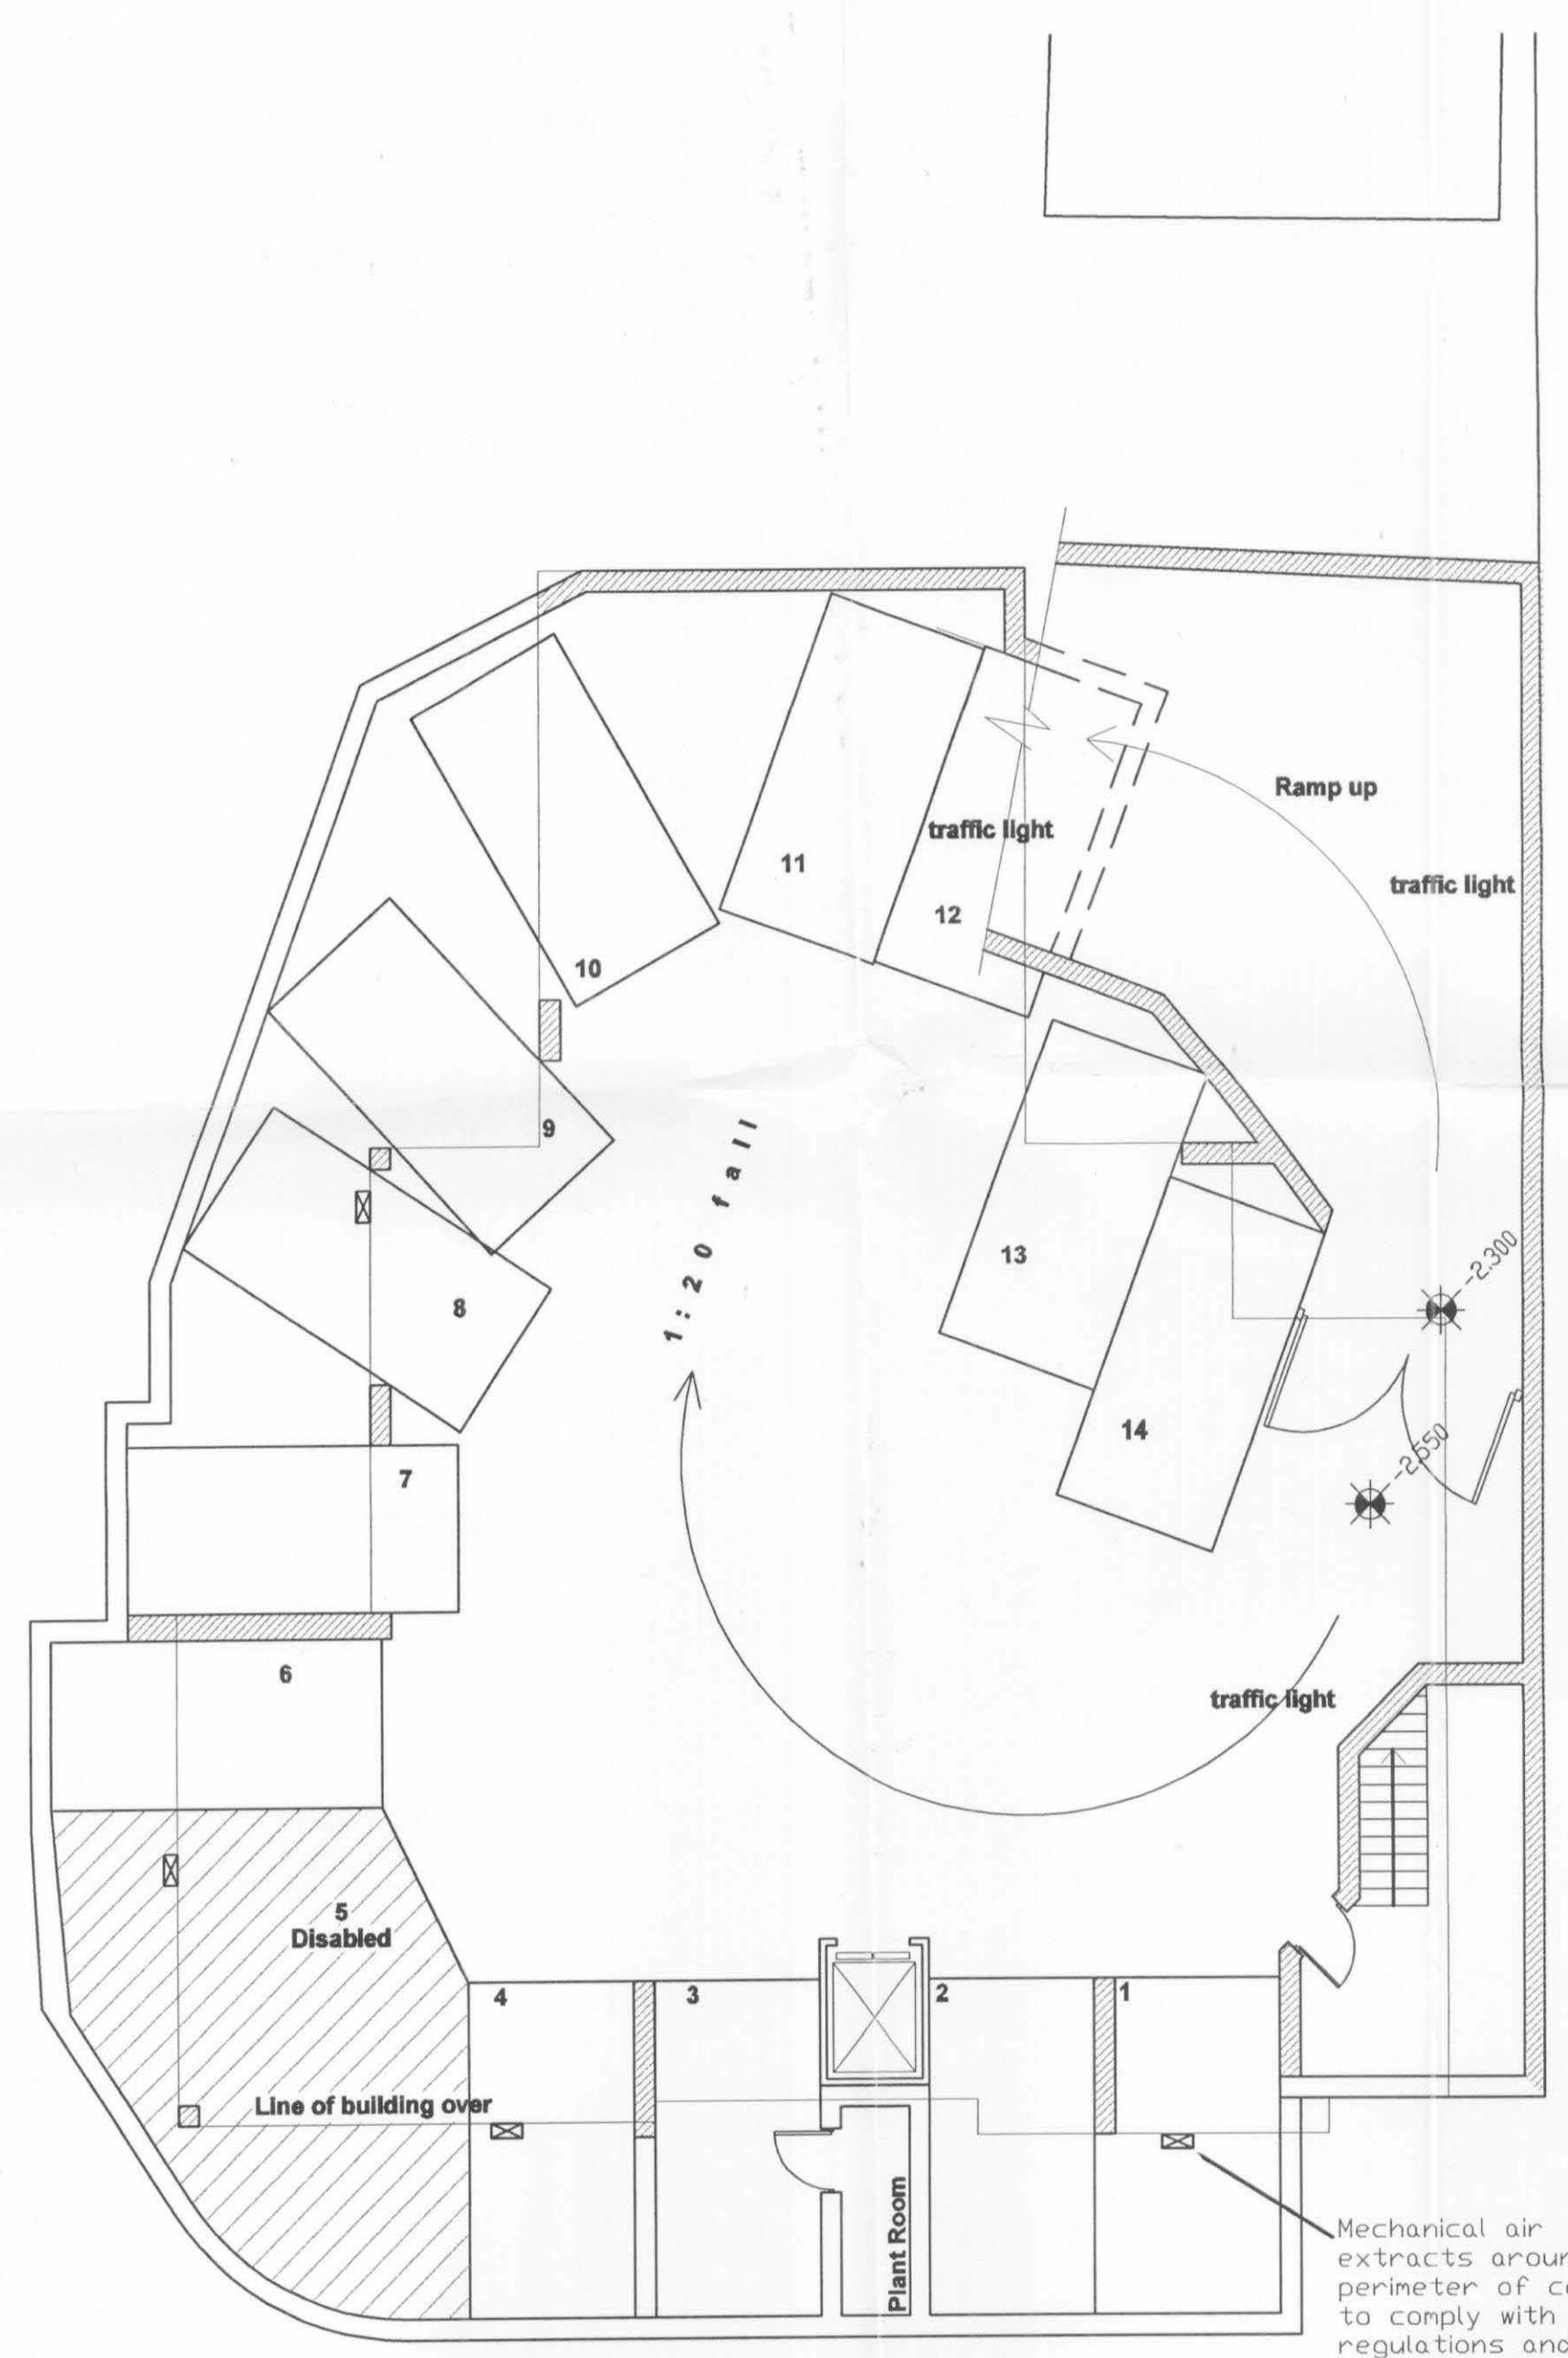 Ramp up
traffic light
traffic light
11
12
10
9
1:20 fall
13
8
-2.300
14
-2.550
7
6
traffic light
5
Disabled
4
3
2
1
Line of building over
Plant Room
Mechanical air
extracts
perimeter of
to comply with
regulations